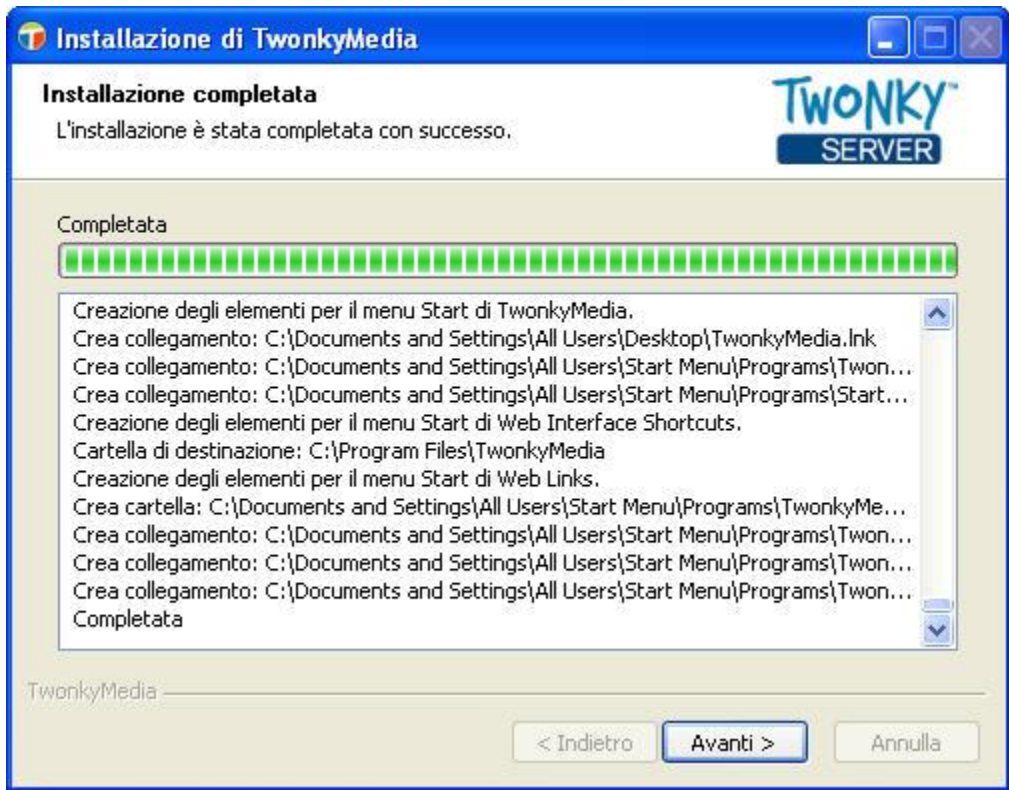 Installazione di TwonkyMedia
Installazione completata
L'installazione è stata completata con successo.
TWONKY™
SERVER
Completata
Creazione degli elementi per il menu Start di TwonkyMedia.
Crea collegamento: C:\Documents and Settings\All Users\Desktop\TwonkyMedia.lnk
Crea collegamento: C:\Documents and Settings\All Users\Start Menu\Programs\Twon...
Crea collegamento: C:\Documents and Settings\All Users\Start Menu\Programs\Start...
Creazione degli elementi per il menu Start di Web Interface Shortcuts.
Cartella di destinazione: C:\Program Files\TwonkyMedia
Creazione degli elementi per il menu Start di Web Links.
Crea cartella: C:\Documents and Settings\All Users\Start Menu\Programs\TwonkyMe...
Crea collegamento: C:\Documents and Settings\All Users\Start Menu\Programs\Twon...
Crea collegamento: C:\Documents and Settings\All Users\Start Menu\Programs\Twon...
Crea collegamento: C:\Documents and Settings\All Users\Start Menu\Programs\Twon...
Completata
TwonkyMedia
< Indietro
Avanti >
Annulla